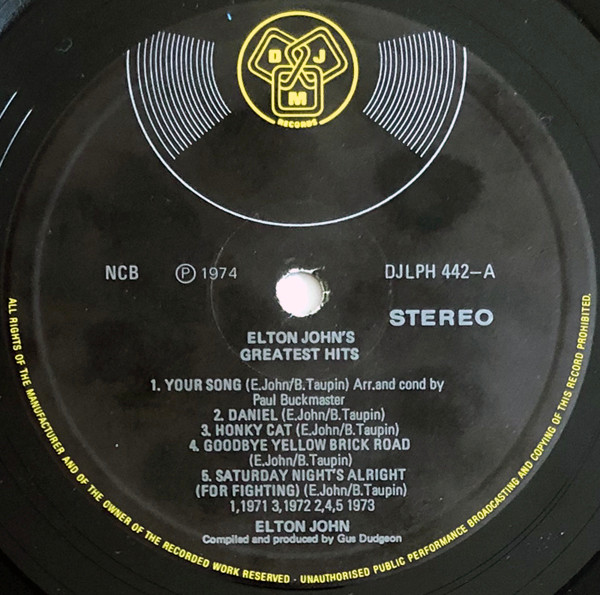 D J
M
RECORDS
NCB Ⓟ 1974 DJLPH 442–A
STEREO
ELTON JOHN'S
GREATEST HITS
1. YOUR SONG (E.John/B.Taupin) Arr.and cond by
Paul Buckmaster
2. DANIEL (E.John/B.Taupin)
3. HONKY CAT (E.John/B.Taupin)
4. GOODBYE YELLOW BRICK ROAD
(E.John/B.Taupin)
5. SATURDAY NIGHT'S ALRIGHT
(FOR FIGHTING) (E.John/B.Taupin)
1,1971 3,1972 2,4,5 1973
ELTON JOHN
Compiled and produced by Gus Dudgeon
ALL RIGHTS OF THE MANUFACTURER AND OF THE OWNER OF THE RECORDED WORK RESERVED · UNAUTHORISED PUBLIC PERFORMANCE BROADCASTING AND COPYING OF THIS RECORD PROHIBITED.